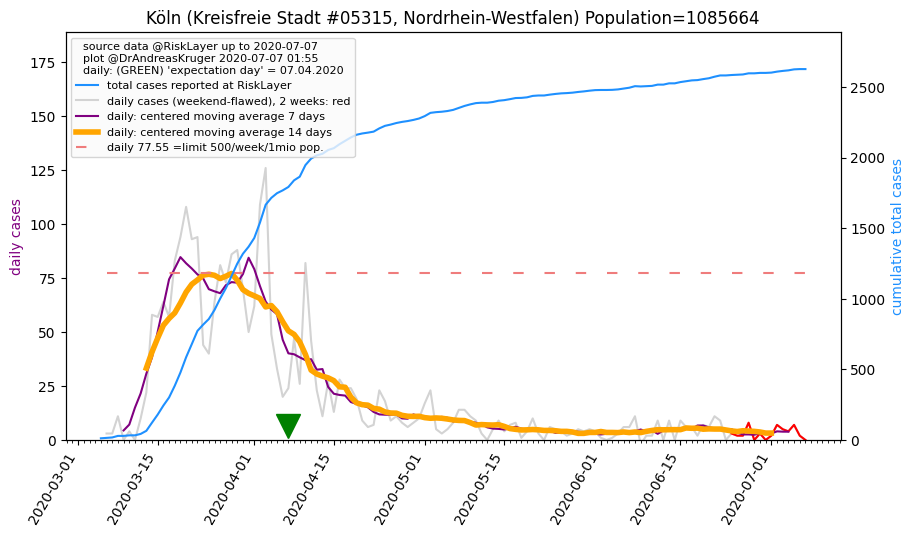 Köln (Kreisfreie Stadt #05315, Nordrhein-Westfalen) Population=1085664
source data @RiskLayer up to 2020-07-07
plot @DrAndreasKruger 2020-07-07 01:55
daily: (GREEN) 'expectation day' = 07.04.2020
total cases reported at RiskLayer
daily cases (weekend-flawed), 2 weeks: red
daily: centered moving average 7 days
daily: centered moving average 14 days
daily 77.55 =limit 500/week/1mio pop.
daily cases
175
150
125
100
75
50
25
0
cumulative total cases
2500
2000
1500
1000
500
0
2020-03-01
2020-03-15
2020-04-01
2020-04-15
2020-05-01
2020-05-15
2020-06-01
2020-06-15
2020-07-01